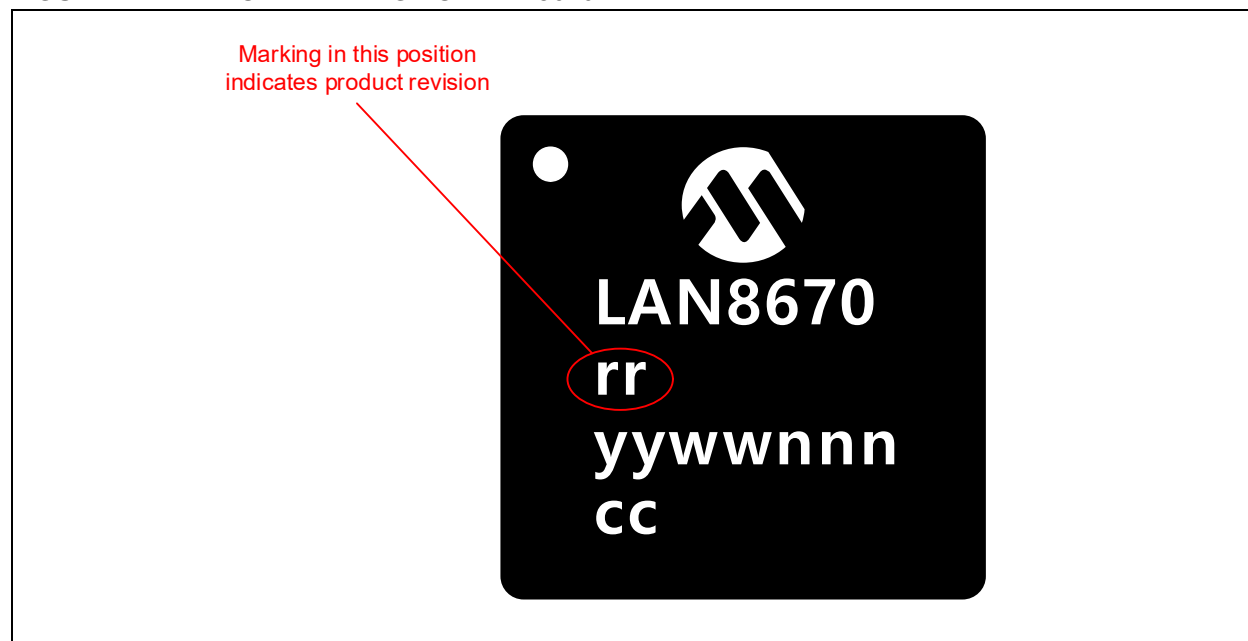 Marking in this position
indicates product revision
LAN8670
rr
yywwnnn
cc